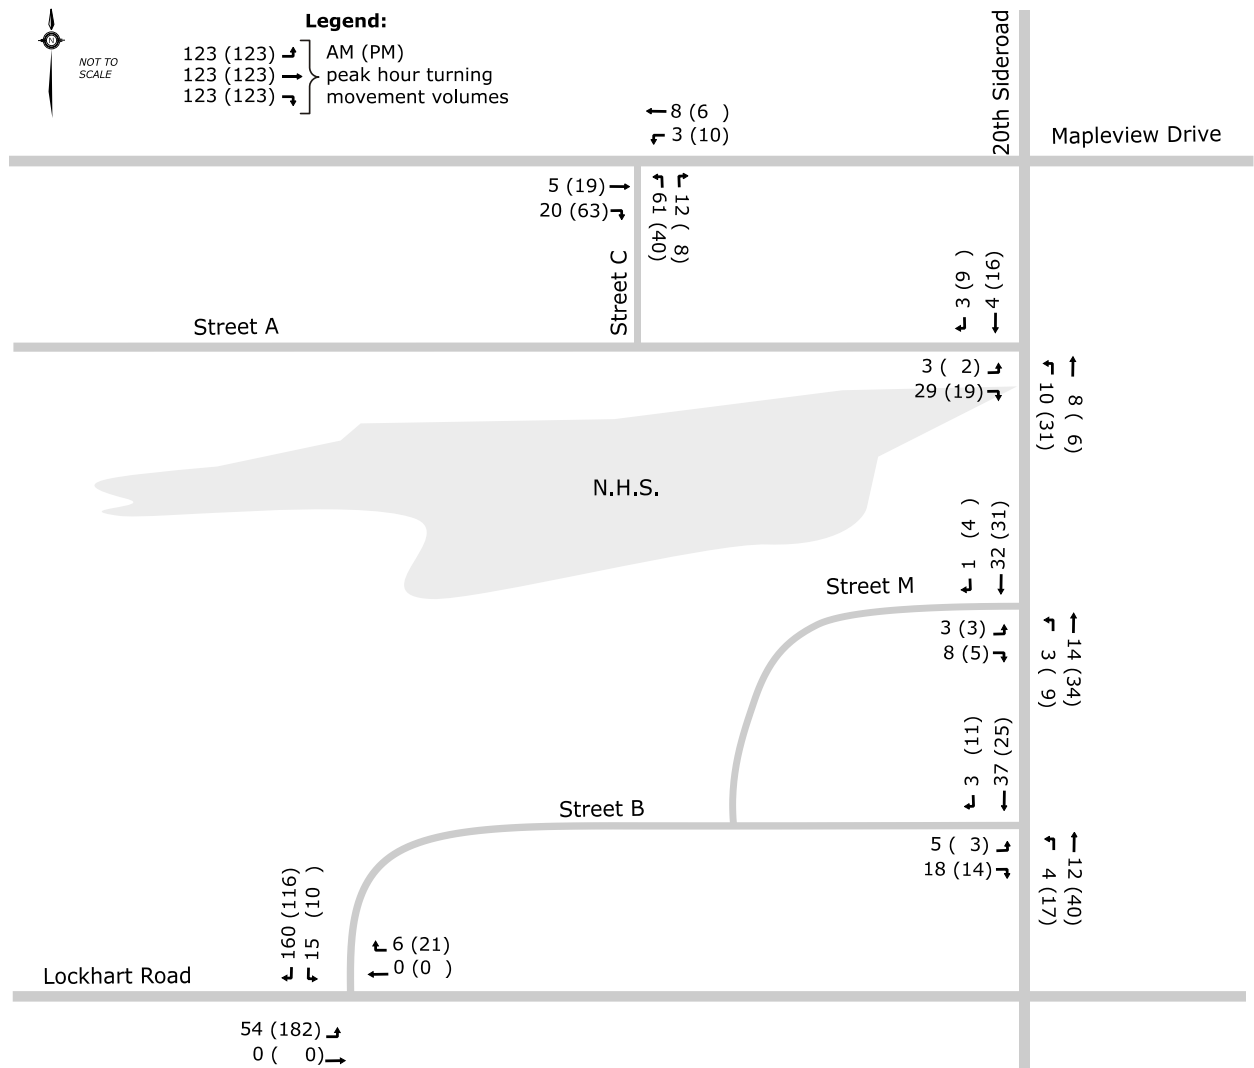 Legend:
N
NOT TO
SCALE
123 (123) AM (PM)
123 (123) peak hour turning
123 (123) movement volumes
20th Sideroad
Mapleview Drive
8 (6 )
3 (10)
5 (19)
20 (63)
61 (40)
12 ( 8)
Street C
3 (9 )
4 (16)
Street A
3 ( 2)
29 (19)
10 (31)
8 ( 6)
N.H.S.
1 (4 )
32 (31)
Street M
3 (3)
8 (5)
3 ( 9)
14 (34)
3 (11)
37 (25)
Street B
5 ( 3)
18 (14)
4 (17)
12 (40)
160 (116)
15 (10 )
6 (21)
0 (0 )
Lockhart Road
54 (182)
0 ( 0)